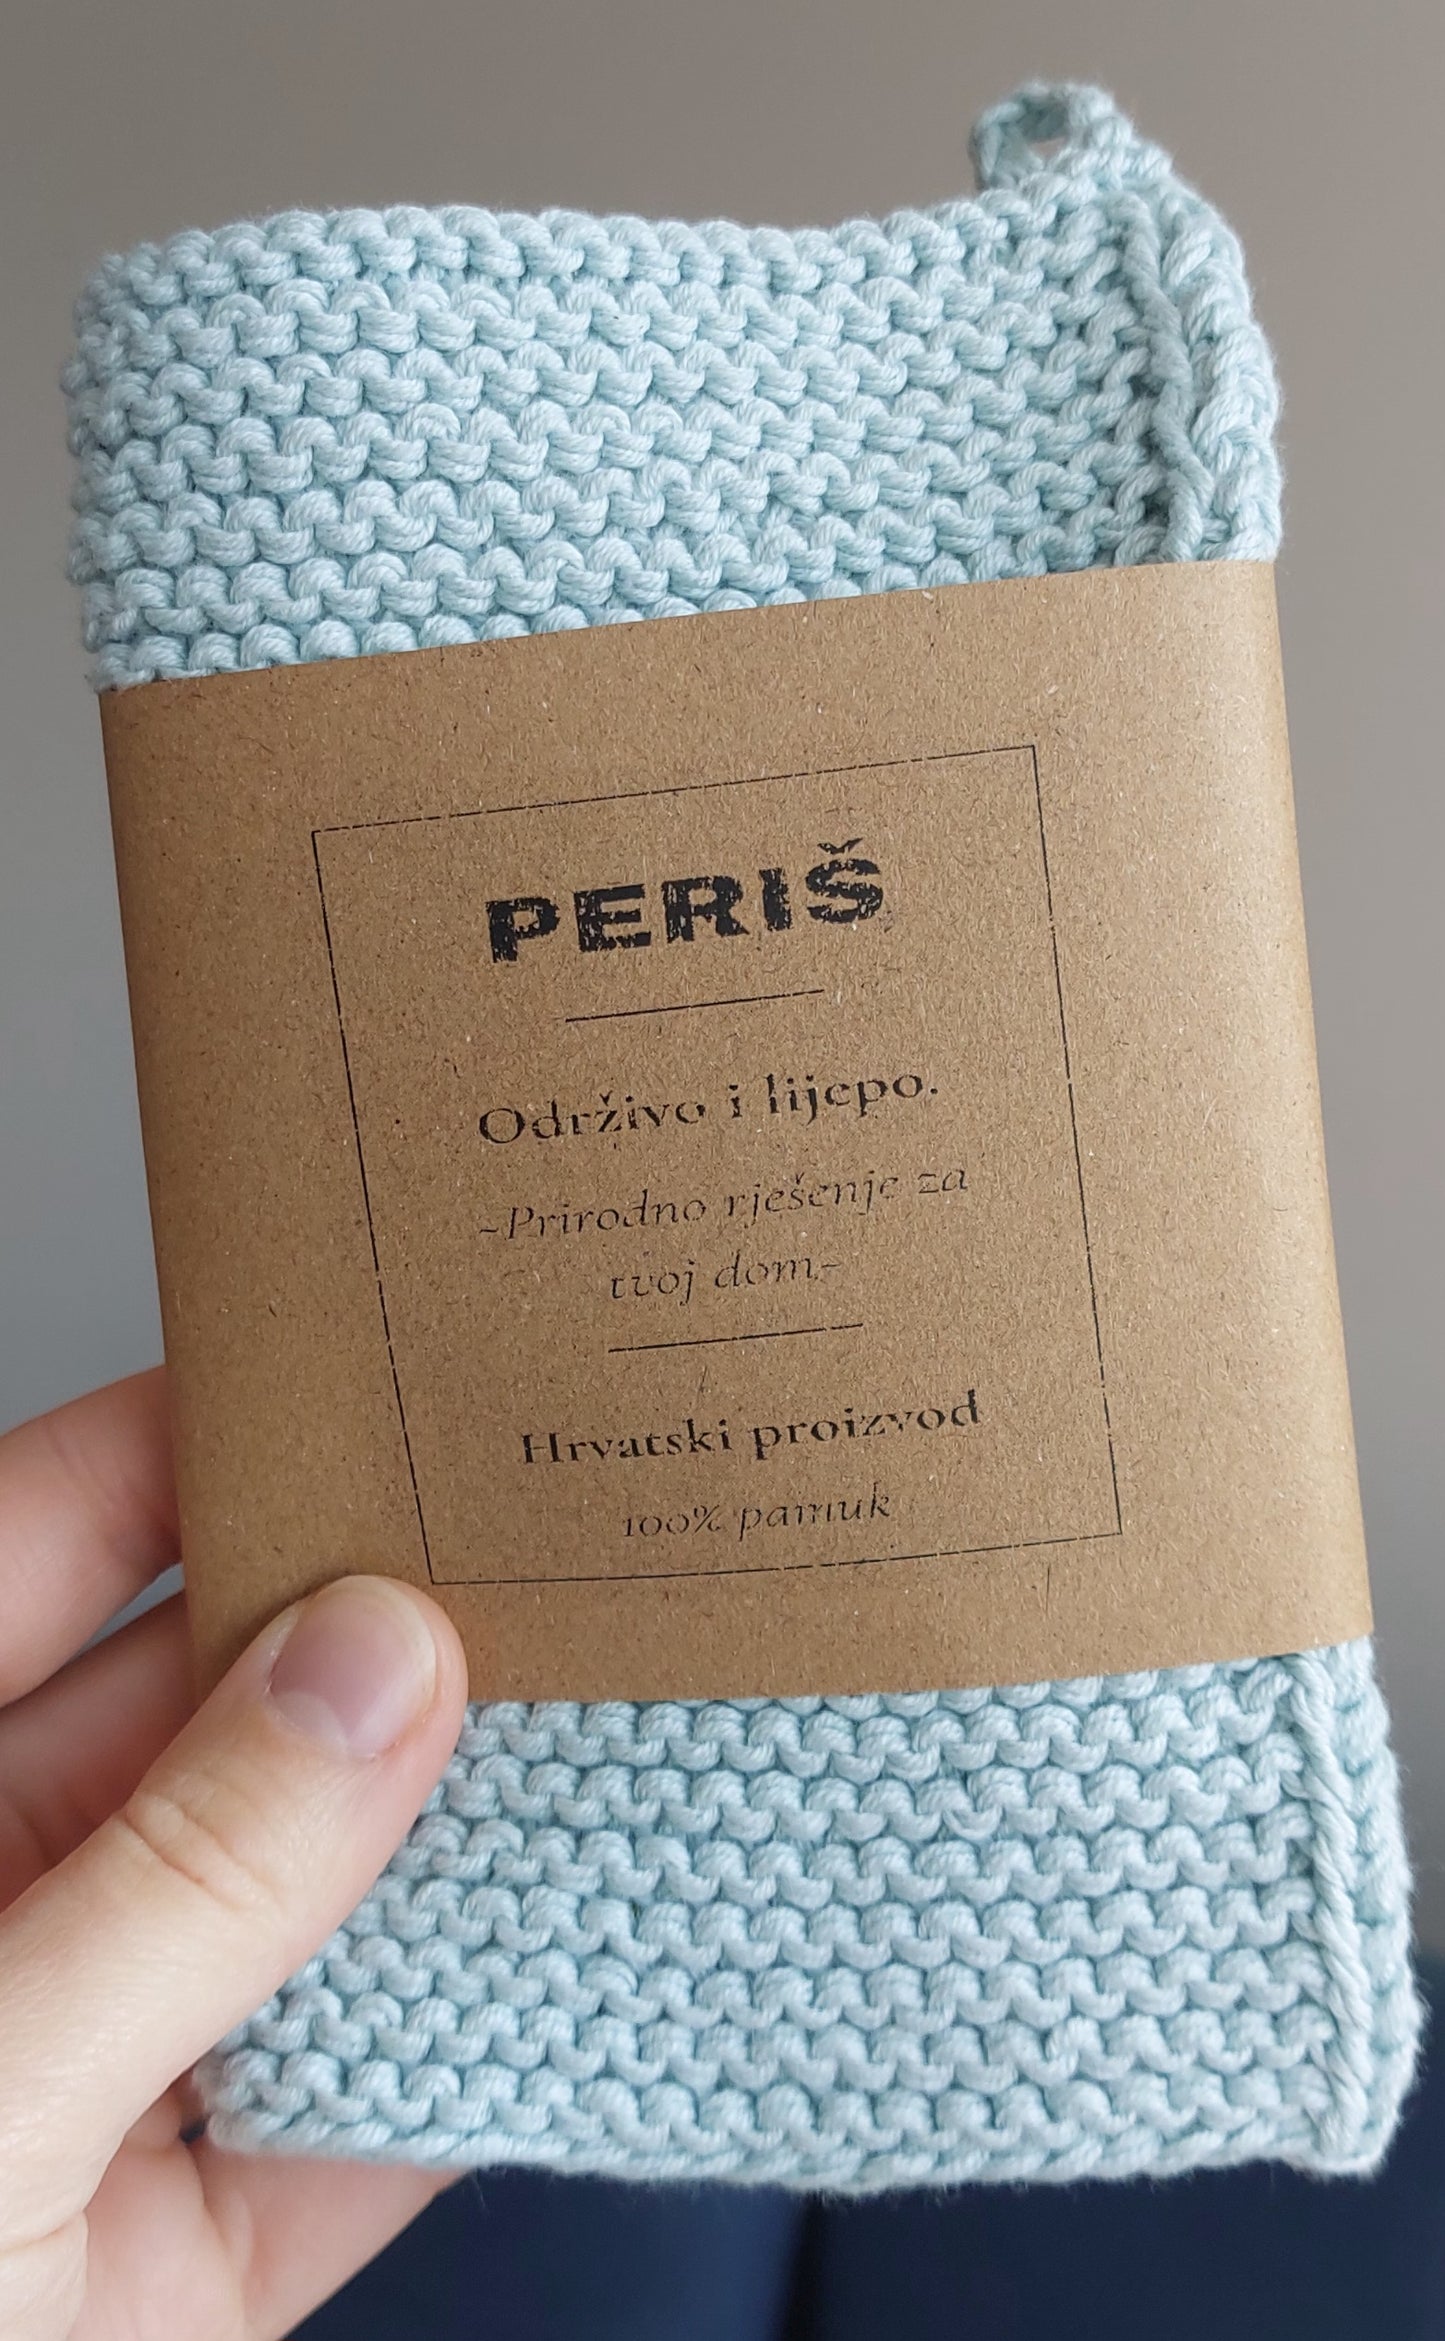 PERIŠ
Održivo i lijepo.
~Prirodno rješenje za
tvoj dom~
Hrvatski proizvod
100% pamuk